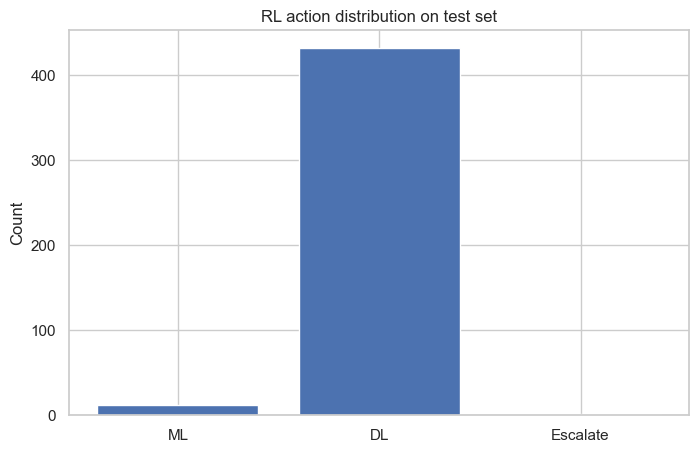 RL action distribution on test set
Count
400
300
200
100
0
ML
DL
Escalate